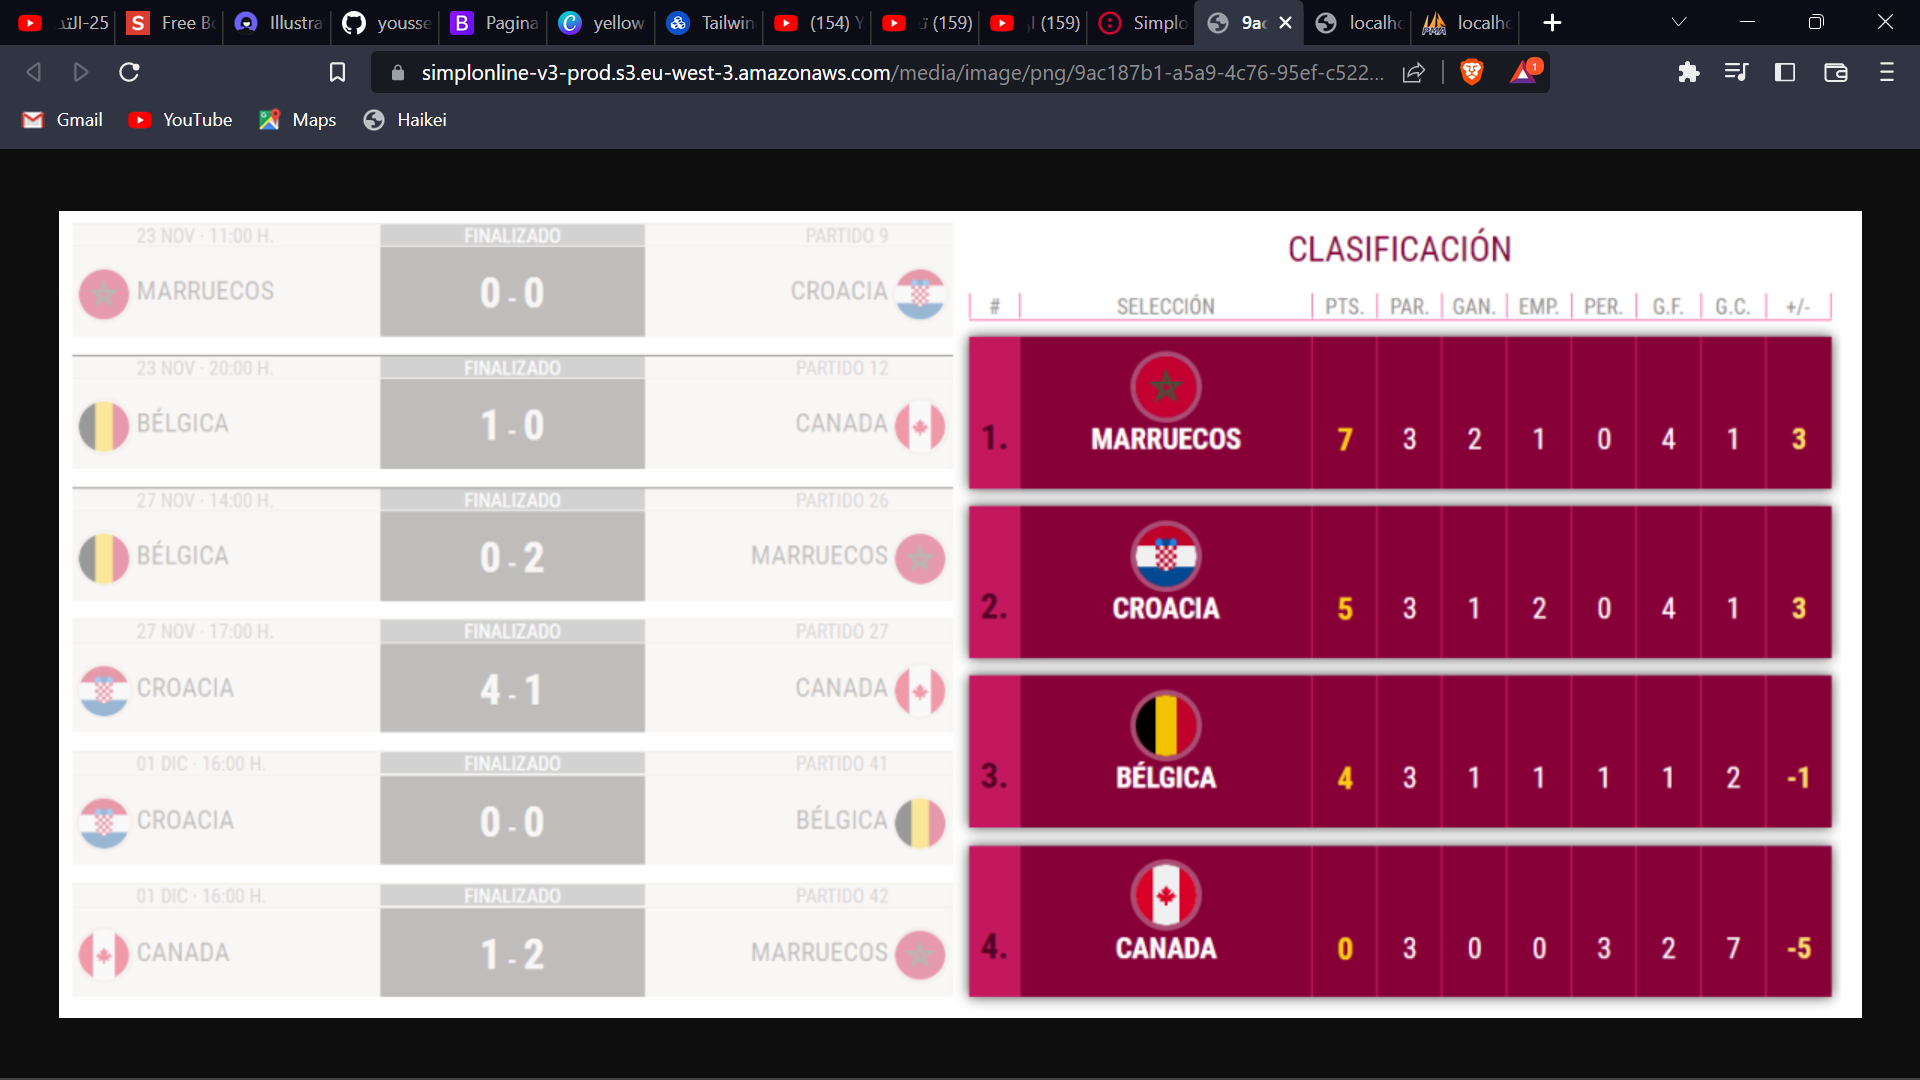 Free B
Illustra
yousse
Pagina
yellow
Tailwin
(154)
(159)
(159)
Simplo
9a
localh
localh
simplonline-v3-prod.s3.eu-west-3.amazonaws.com/media/image/png/9ac187b1-a5a9-4c76-95ef-c522...
1
Gmail
YouTube
Maps
Haikei
23 NOV · 11:00 H. FINALIZADO PARTIDO 9
MARRUECOS 0 - 0 CROACIA
23 NOV · 20:00 H. FINALIZADO PARTIDO 12
BÉLGICA 1 - 0 CANADA
27 NOV · 14:00 H. FINALIZADO PARTIDO 26
BÉLGICA 0 - 2 MARRUECOS
27 NOV · 17:00 H. FINALIZADO PARTIDO 27
CROACIA 4 - 1 CANADA
01 DIC · 16:00 H. FINALIZADO PARTIDO 41
CROACIA 0 - 0 BÉLGICA
01 DIC · 16:00 H. FINALIZADO PARTIDO 42
CANADA 1 - 2 MARRUECOS
CLASIFICACIÓN
# SELECCIÓN PTS. PAR. GAN. EMP. PER. G.F. G.C. +/-
1. MARRUECOS 7 3 2 1 0 4 1 3
2. CROACIA 5 3 1 2 0 4 1 3
3. BÉLGICA 4 3 1 1 1 1 2 -1
4. CANADA 0 3 0 0 3 2 7 -5